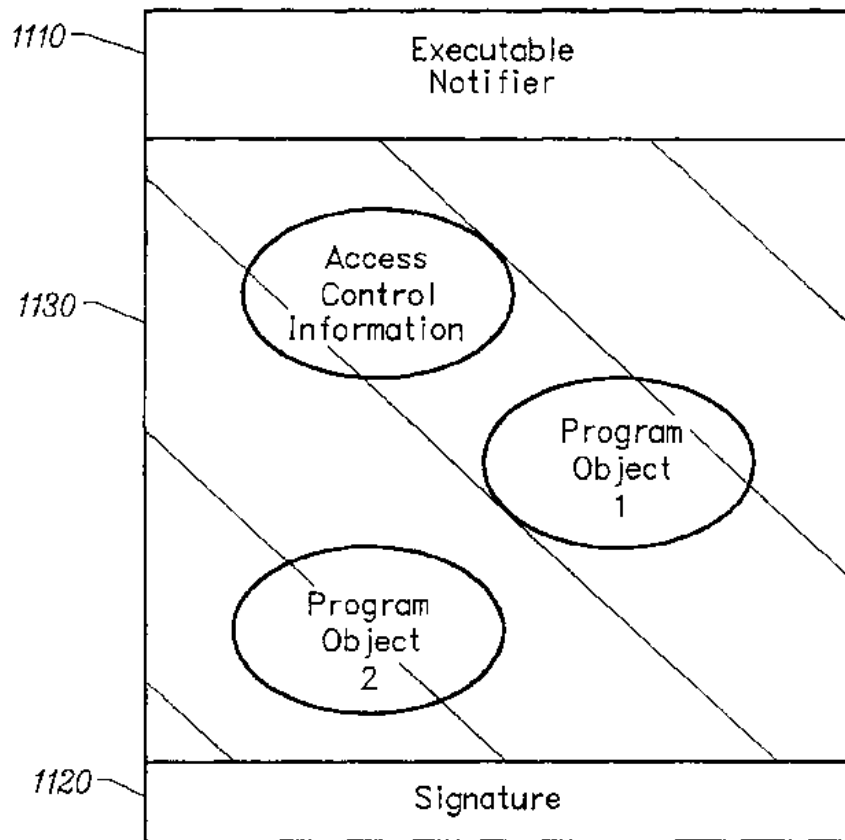 1110
Executable
Notifier
1130
Access
Control
Information
Program
Object
1
Program
Object
2
1120
Signature